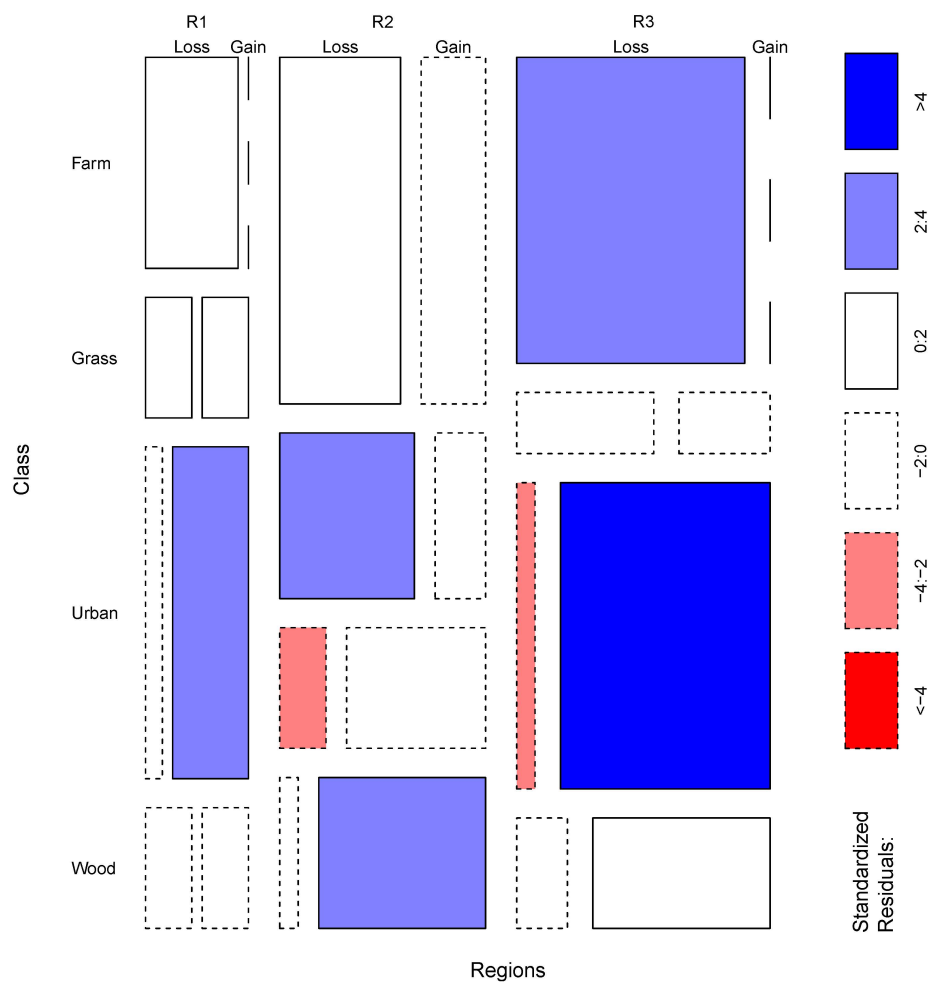 R1 R2 R3
Loss Gain Loss Gain Loss Gain
Farm
Grass
Urban
Wood
Class
Regions
>4
2:4
0:2
−2:0
−4:−2
<−4
Standardized
Residuals: